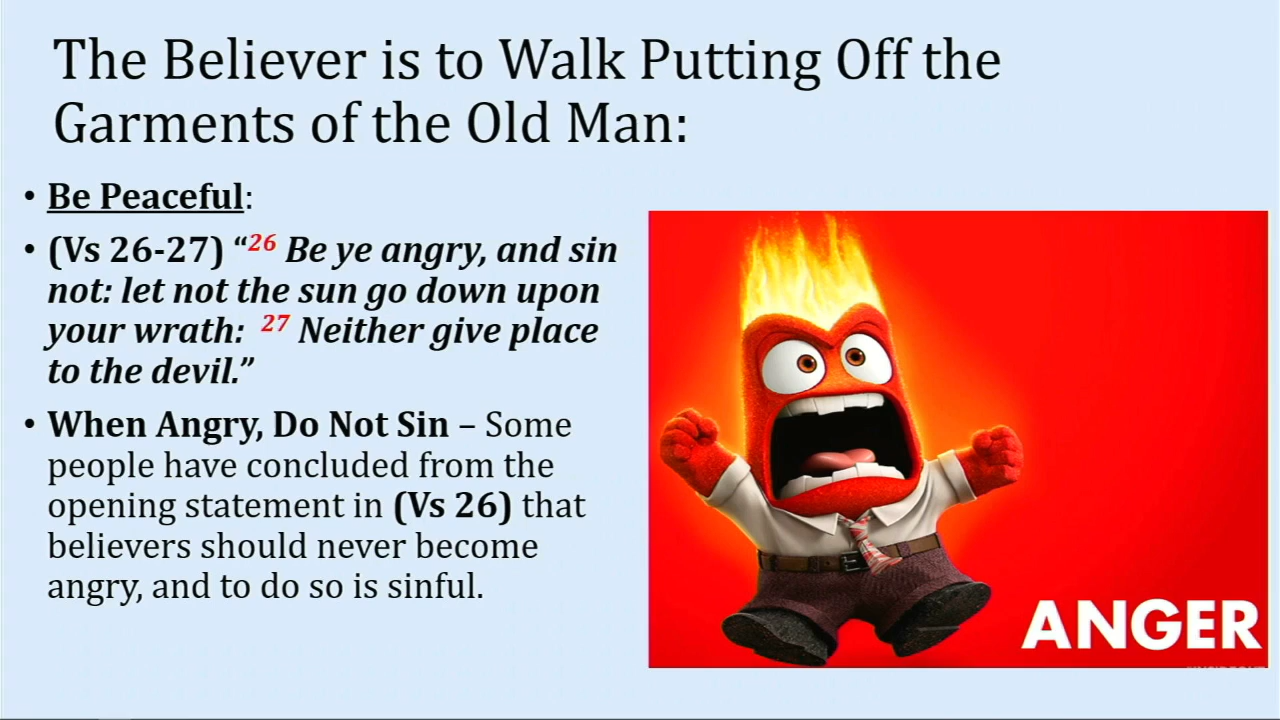 The Believer is to Walk Putting Off the
Garments of the Old Man:
• Be Peaceful:
• (Vs 26-27) “26 Be ye angry, and sin
not: let not the sun go down upon
your wrath: 27 Neither give place
to the devil.”
• When Angry, Do Not Sin – Some
people have concluded from the
opening statement in (Vs 26) that
believers should never become
angry, and to do so is sinful.
ANGER